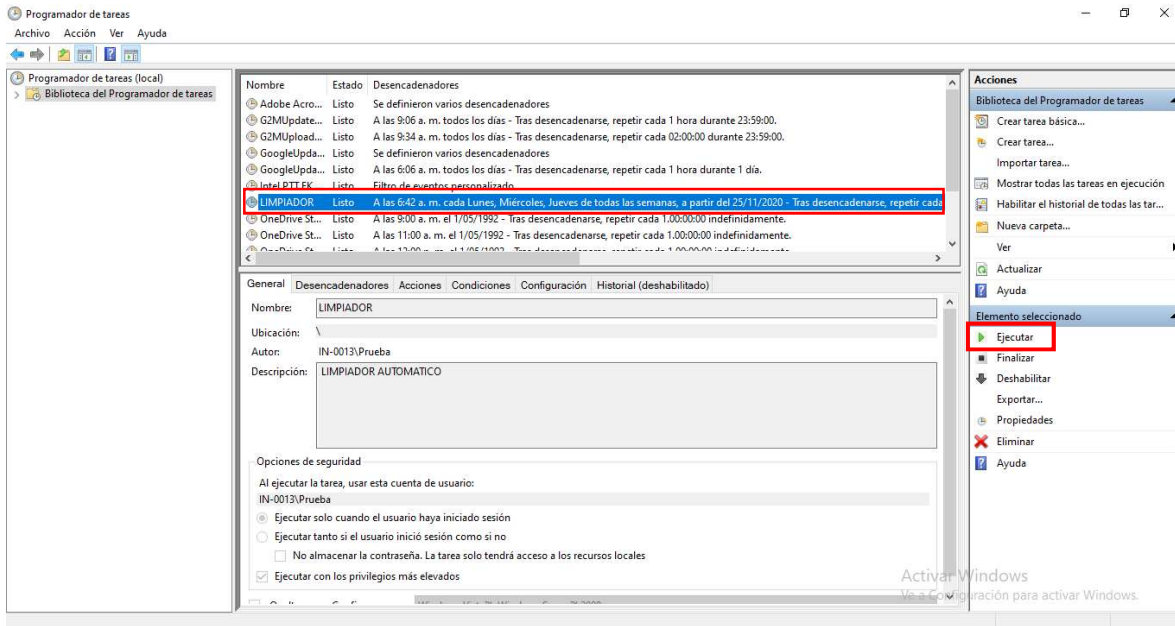 Programador de tareas
Archivo Acción Ver Ayuda
Programador de tareas (local)
Biblioteca del Programador de tareas
Nombre Estado Desencadenadores
Adobe Acro... Listo Se definieron varios desencadenadores
G2MUpdate... Listo A las 9:06 a. m. todos los días - Tras desencadenarse, repetir cada 1 hora durante 23:59:00.
G2MUpload... Listo A las 9:34 a. m. todos los días - Tras desencadenarse, repetir cada 02:00:00 durante 23:59:00.
GoogleUpda... Listo Se definieron varios desencadenadores
GoogleUpda... Listo A las 6:06 a. m. todos los días - Tras desencadenarse, repetir cada 1 hora durante 1 día.
Intel PTT EK... Listo Filtro de eventos personalizado
LIMPIADOR Listo A las 6:42 a. m. cada Lunes, Miércoles, Jueves de todas las semanas, a partir del 25/11/2020 - Tras desencadenarse, repetir cada
OneDrive St... Listo A las 9:00 a. m. el 1/05/1992 - Tras desencadenarse, repetir cada 1.00:00:00 indefinidamente.
OneDrive St... Listo A las 11:00 a. m. el 1/05/1992 - Tras desencadenarse, repetir cada 1.00:00:00 indefinidamente.
General Desencadenadores Acciones Condiciones Configuración Historial (deshabilitado)
Nombre: LIMPIADOR
Ubicación: \
Autor: IN-0013\Prueba
Descripción: LIMPIADOR AUTOMATICO
Opciones de seguridad
Al ejecutar la tarea, usar esta cuenta de usuario:
IN-0013\Prueba
Ejecutar solo cuando el usuario haya iniciado sesión
Ejecutar tanto si el usuario inició sesión como si no
No almacenar la contraseña. La tarea solo tendrá acceso a los recursos locales
Ejecutar con los privilegios más elevados
Acciones
Biblioteca del Programador de tareas
Crear tarea básica...
Crear tarea...
Importar tarea...
Mostrar todas las tareas en ejecución
Habilitar el historial de todas las tar...
Nueva carpeta...
Ver
Actualizar
Ayuda
Elemento seleccionado
Ejecutar
Finalizar
Deshabilitar
Exportar...
Propiedades
Eliminar
Ayuda
Activar Windows
Ve a Configuración para activar Windows.